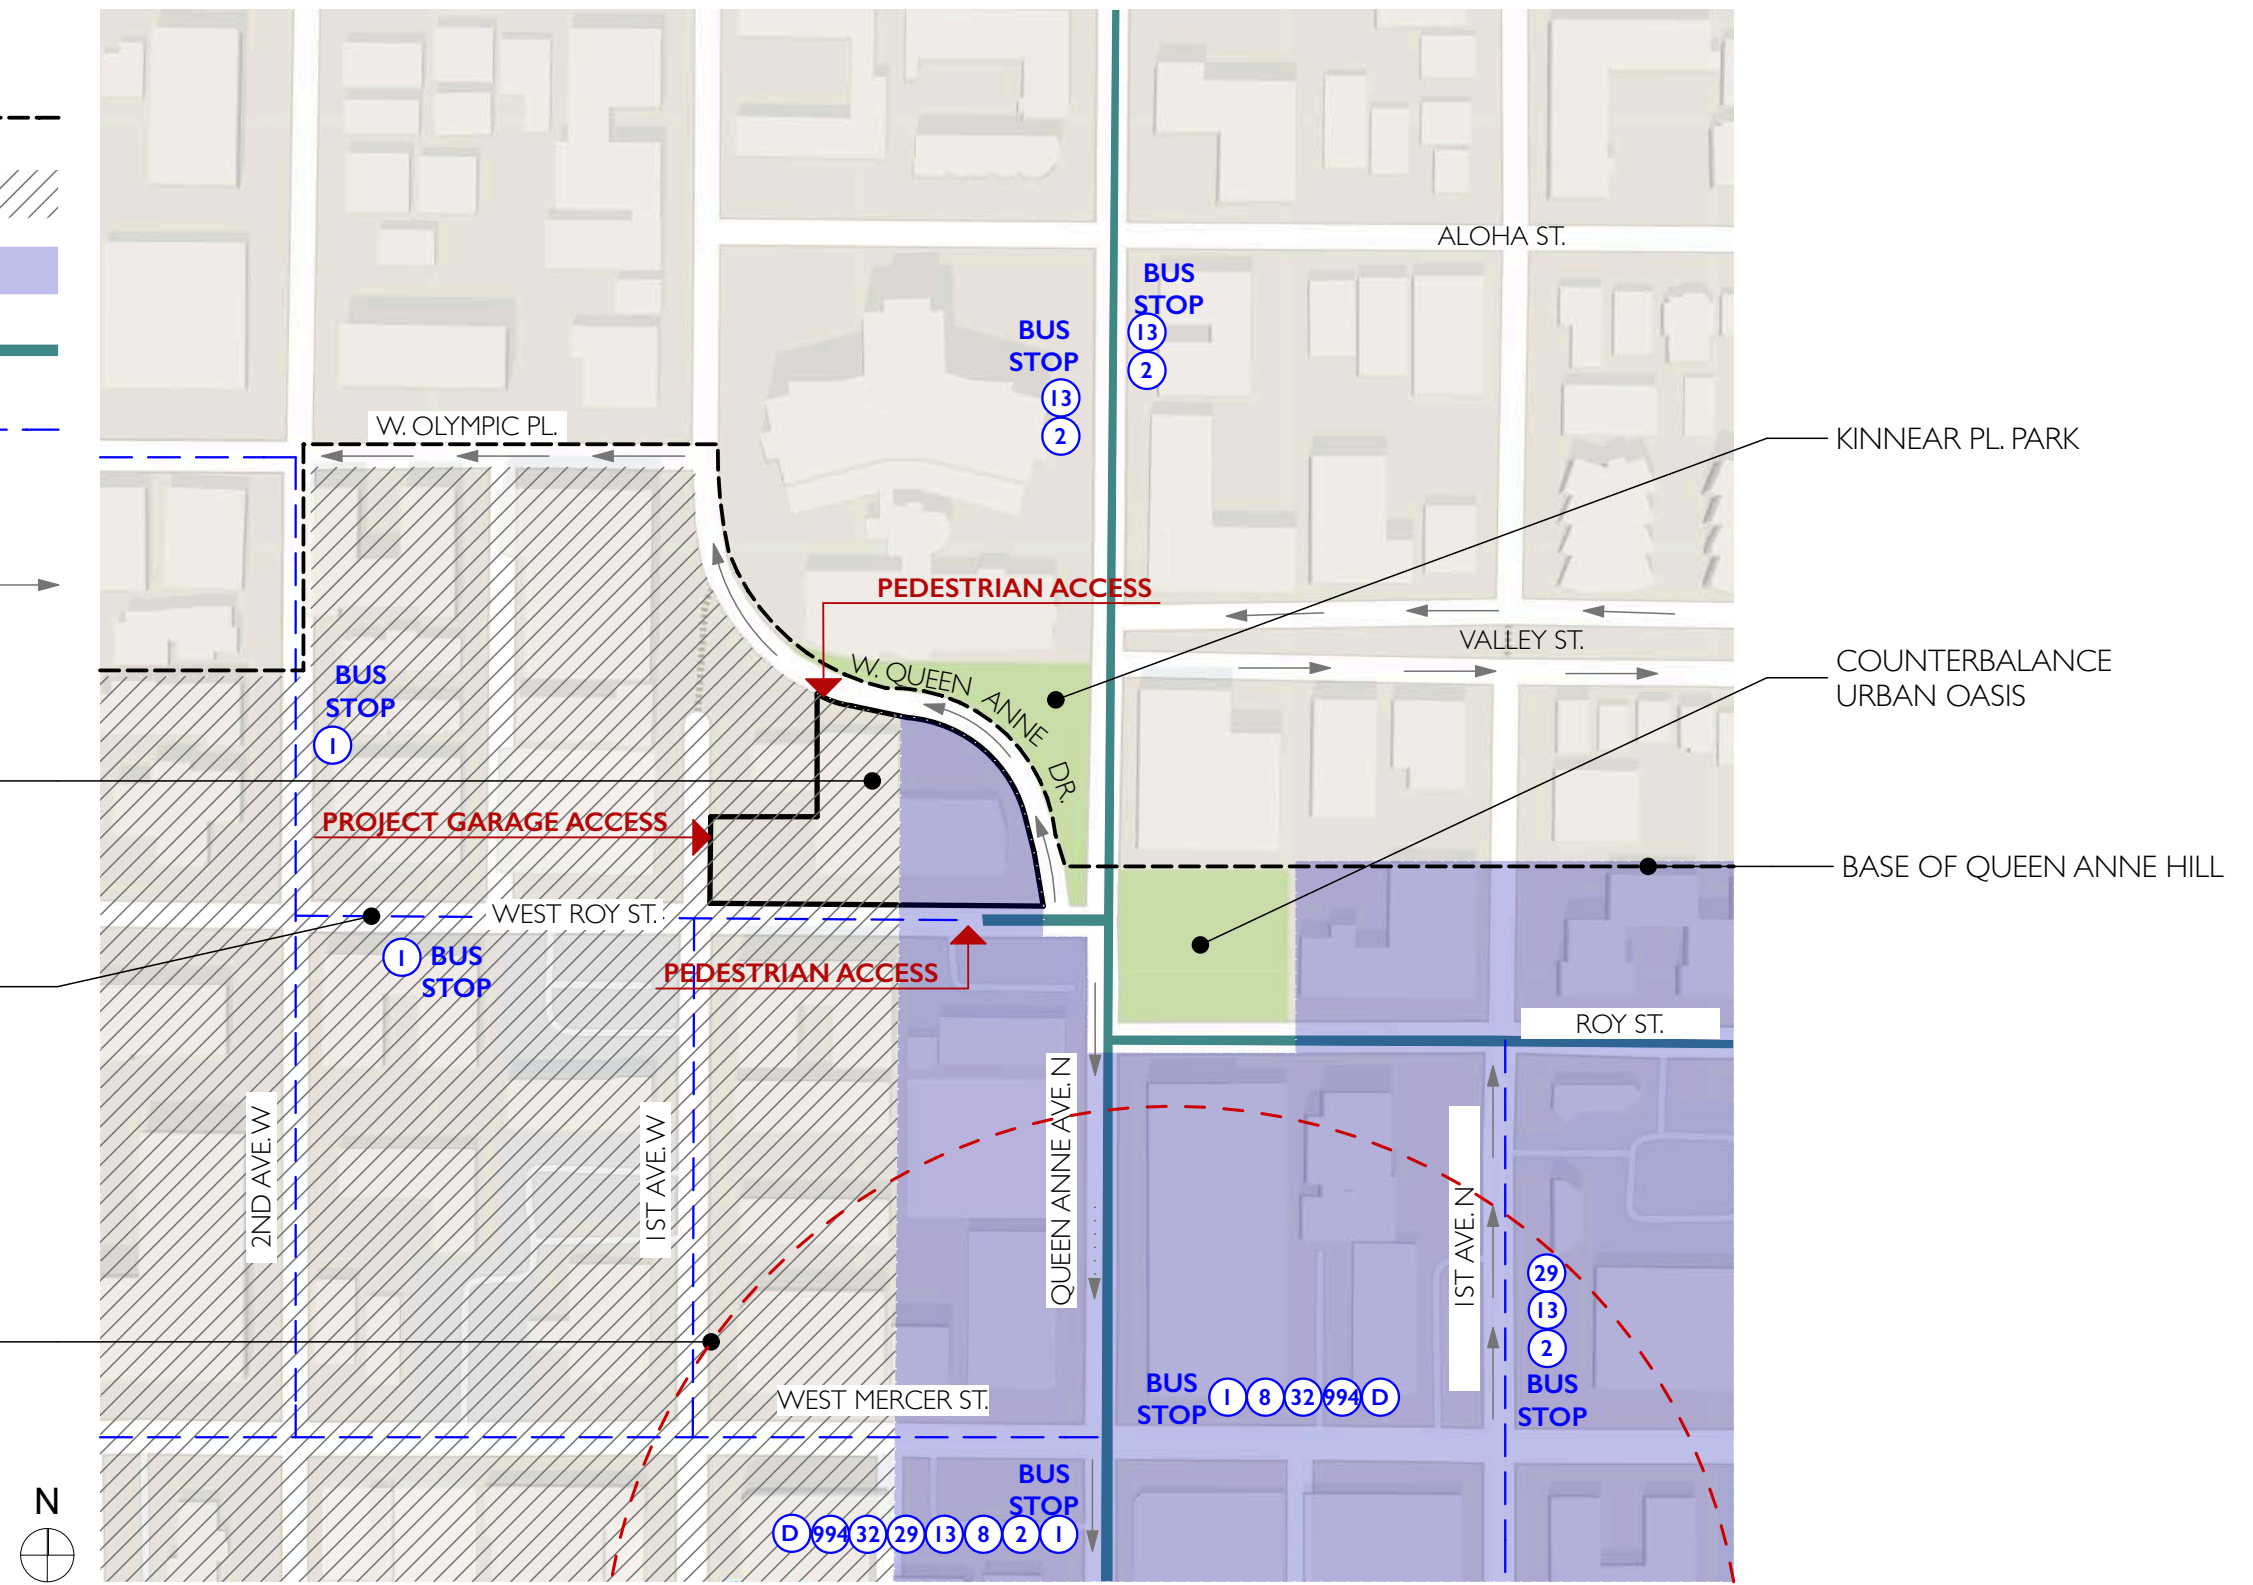 ALOHA ST.
BUS
STOP
13
2
BUS
STOP
13
2
W. OLYMPIC PL.
KINNEAR PL. PARK
PEDESTRIAN ACCESS
VALLEY ST.
COUNTERBALANCE
URBAN OASIS
W. QUEEN ANNE DR.
BUS
STOP
1
PROJECT GARAGE ACCESS
BASE OF QUEEN ANNE HILL
WEST ROY ST.
1 BUS
STOP
PEDESTRIAN ACCESS
ROY ST.
2ND AVE. W
1ST AVE. W
QUEEN ANNE AVE. N
1ST AVE. N
29
13
2
BUS
STOP
WEST MERCER ST.
BUS
STOP
1 8 32 994 D
BUS
STOP
D 994 32 29 13 8 2 1
N